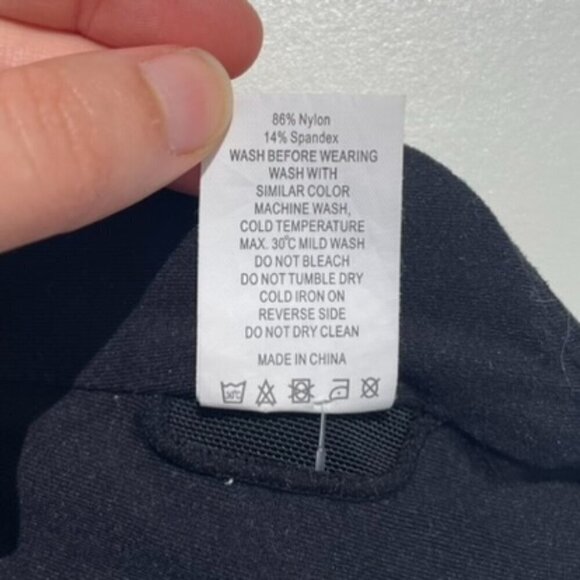 86% Nylon
14% Spandex
WASH BEFORE WEARING
WASH WITH
SIMILAR COLOR
MACHINE WASH,
COLD TEMPERATURE
MAX. 30℃ MILD WASH
DO NOT BLEACH
DO NOT TUMBLE DRY
COLD IRON ON
REVERSE SIDE
DO NOT DRY CLEAN
MADE IN CHINA
30℃